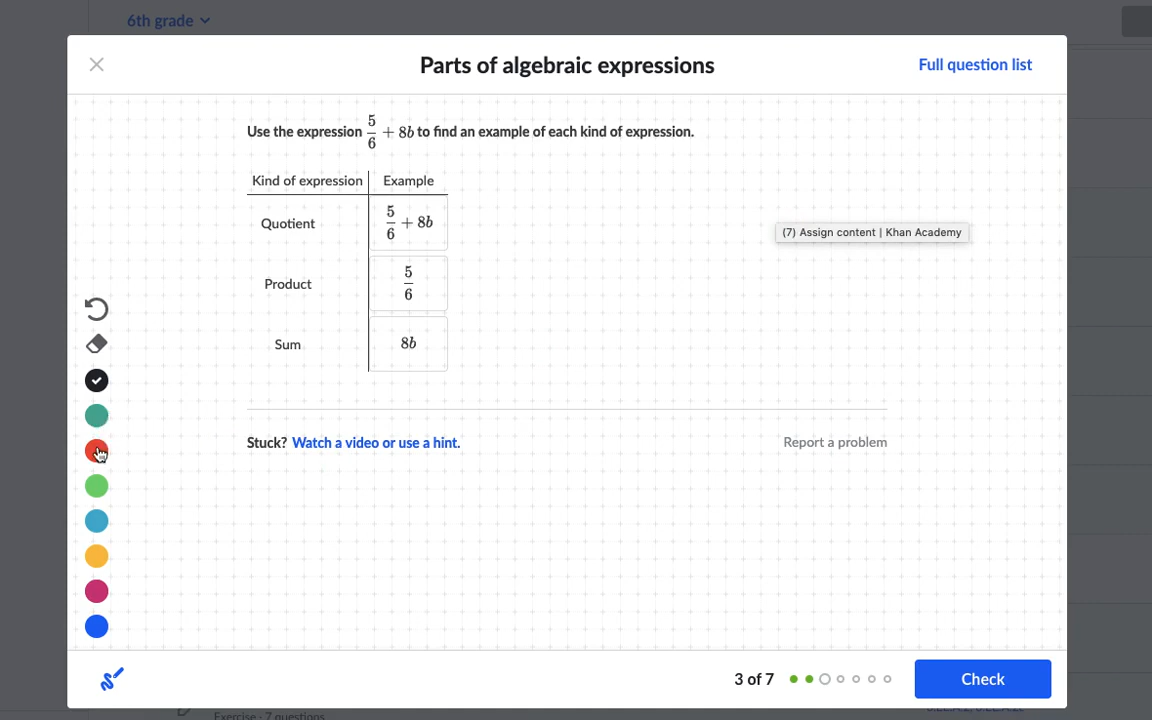 6th grade
Parts of algebraic expressions
Full question list
Use the expression 5/6 + 8b to find an example of each kind of expression.
Kind of expression Example
Quotient 5/6 + 8b
Product 5/6
Sum 8b
(7) Assign content | Khan Academy
Stuck? Watch a video or use a hint.
Report a problem
3 of 7
Check
Exercise · 7 questions